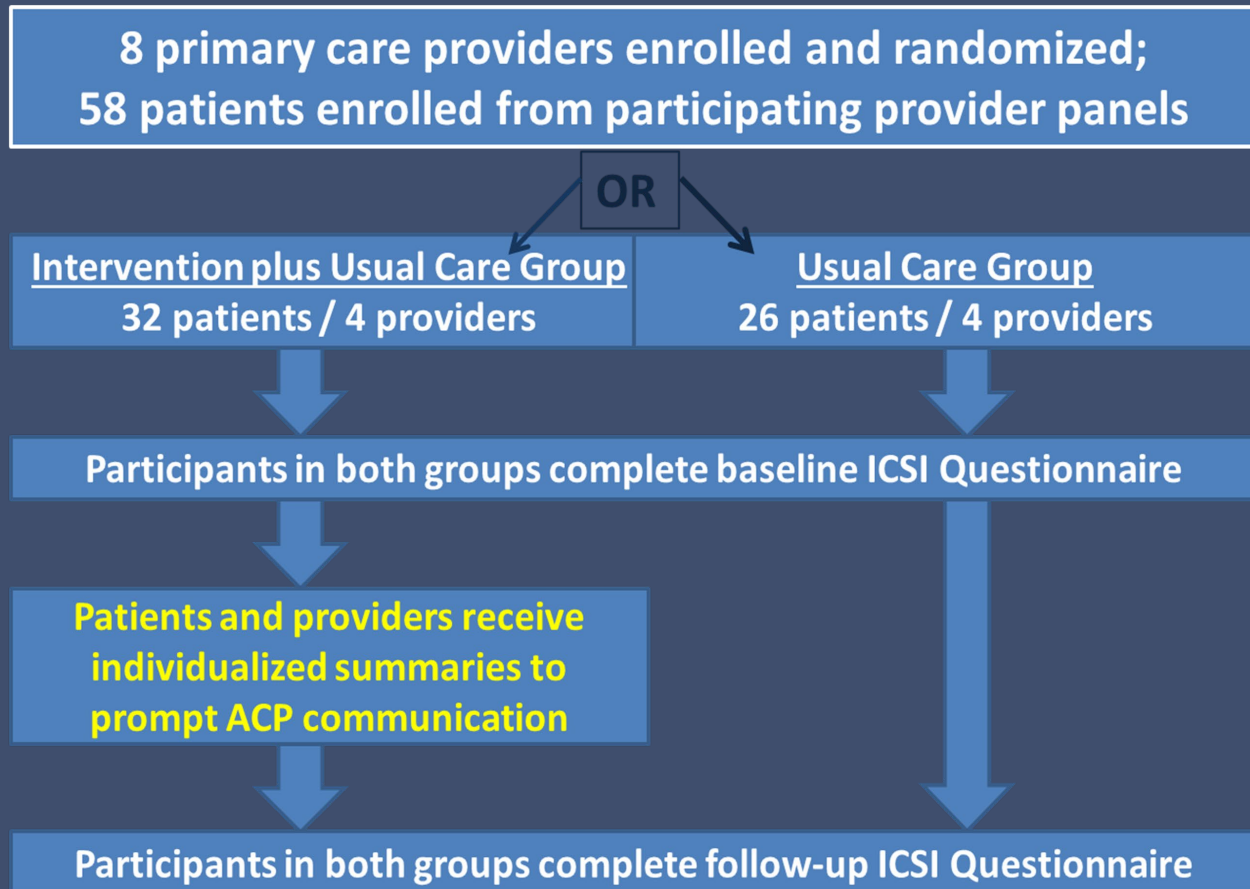 8 primary care providers enrolled and randomized;
58 patients enrolled from participating provider panels
OR
Intervention plus Usual Care Group
32 patients / 4 providers
Usual Care Group
26 patients / 4 providers
Participants in both groups complete baseline ICSI Questionnaire
Patients and providers receive
individualized summaries to
prompt ACP communication
Participants in both groups complete follow-up ICSI Questionnaire